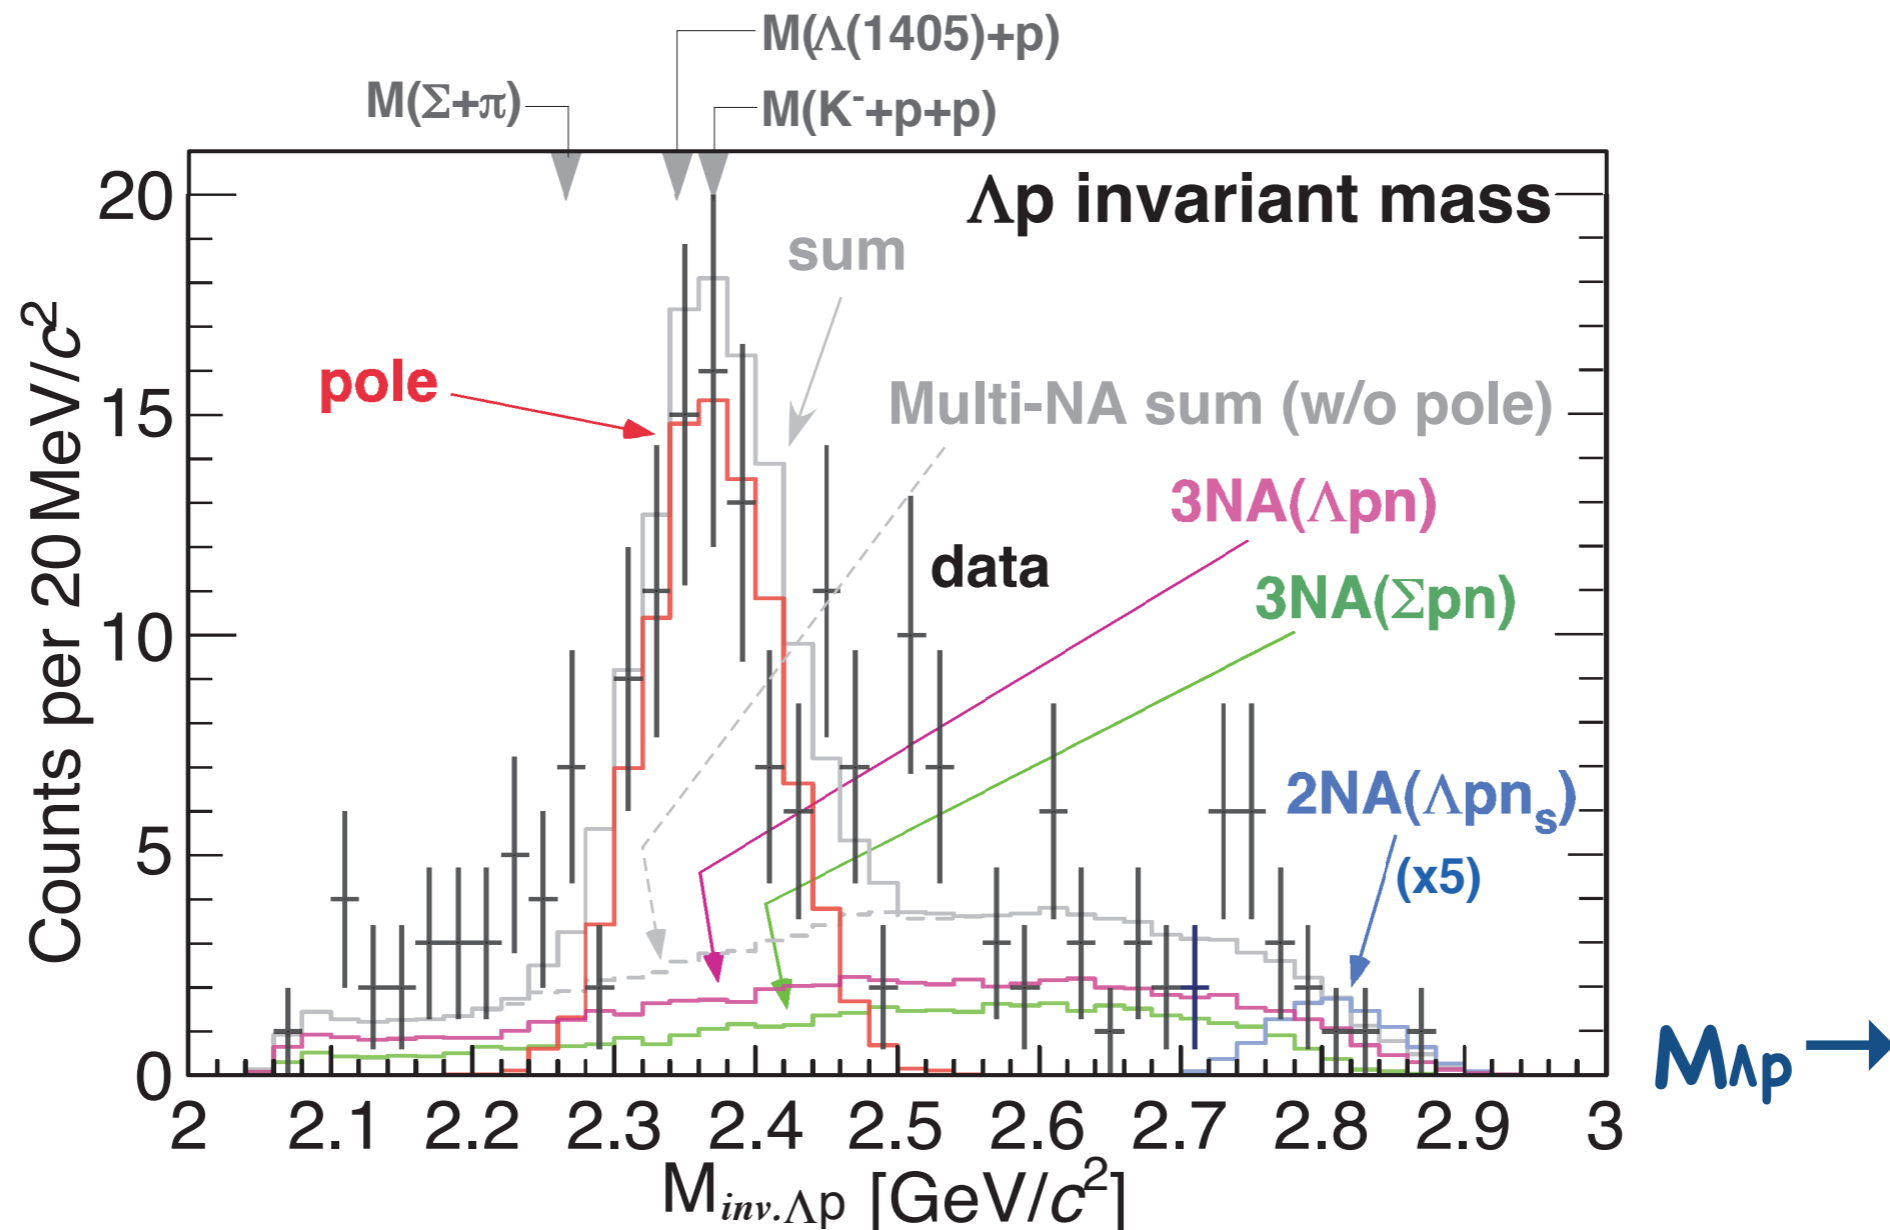 M(Λ(1405)+p)
M(Σ+π)
M(K⁻+p+p)
Λp invariant mass
sum
pole
Multi-NA sum (w/o pole)
3NA(Λpn)
data
3NA(Σpn)
2NA(Λpnₛ)
(x5)
Counts per 20 MeV/c²
20
15
10
5
0
2 2.1 2.2 2.3 2.4 2.5 2.6 2.7 2.8 2.9 3
M inv.Λp [GeV/c²]
MΛp